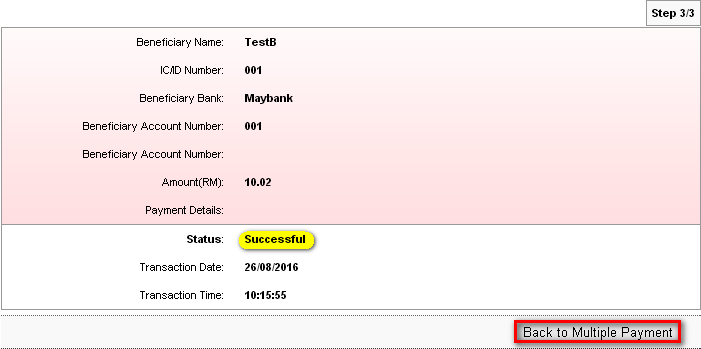 Step 3/3
Beneficiary Name: TestB
IC/ID Number: 001
Beneficiary Bank: Maybank
Beneficiary Account Number: 001
Beneficiary Account Number:
Amount(RM): 10.02
Payment Details:
Status: Successful
Transaction Date: 26/08/2016
Transaction Time: 10:15:55
Back to Multiple Payment